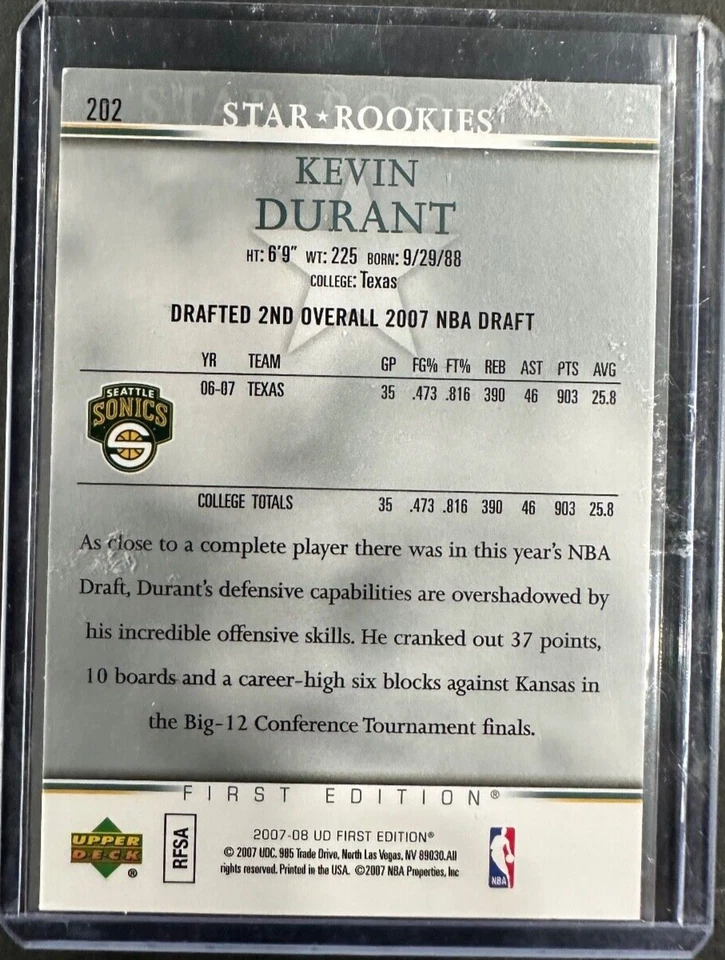 202
STAR★ROOKIES
KEVIN
DURANT
HT: 6'9" WT: 225 BORN: 9/29/88
COLLEGE: Texas
DRAFTED 2ND OVERALL 2007 NBA DRAFT
YR TEAM GP FG% FT% REB AST PTS AVG
06-07 TEXAS 35 .473 .816 390 46 903 25.8
SEATTLE
SONICS
COLLEGE TOTALS 35 .473 .816 390 46 903 25.8
As close to a complete player there was in this year's NBA
Draft, Durant's defensive capabilities are overshadowed by
his incredible offensive skills. He cranked out 37 points,
10 boards and a career-high six blocks against Kansas in
the Big-12 Conference Tournament finals.
FIRST EDITION®
UPPER
DECK
®
RFSA
2007-08 UD FIRST EDITION®
© 2007 UDC. 985 Trade Drive, North Las Vegas, NV 89030.All
rights reserved. Printed in the USA. ©2007 NBA Properties, Inc
NBA